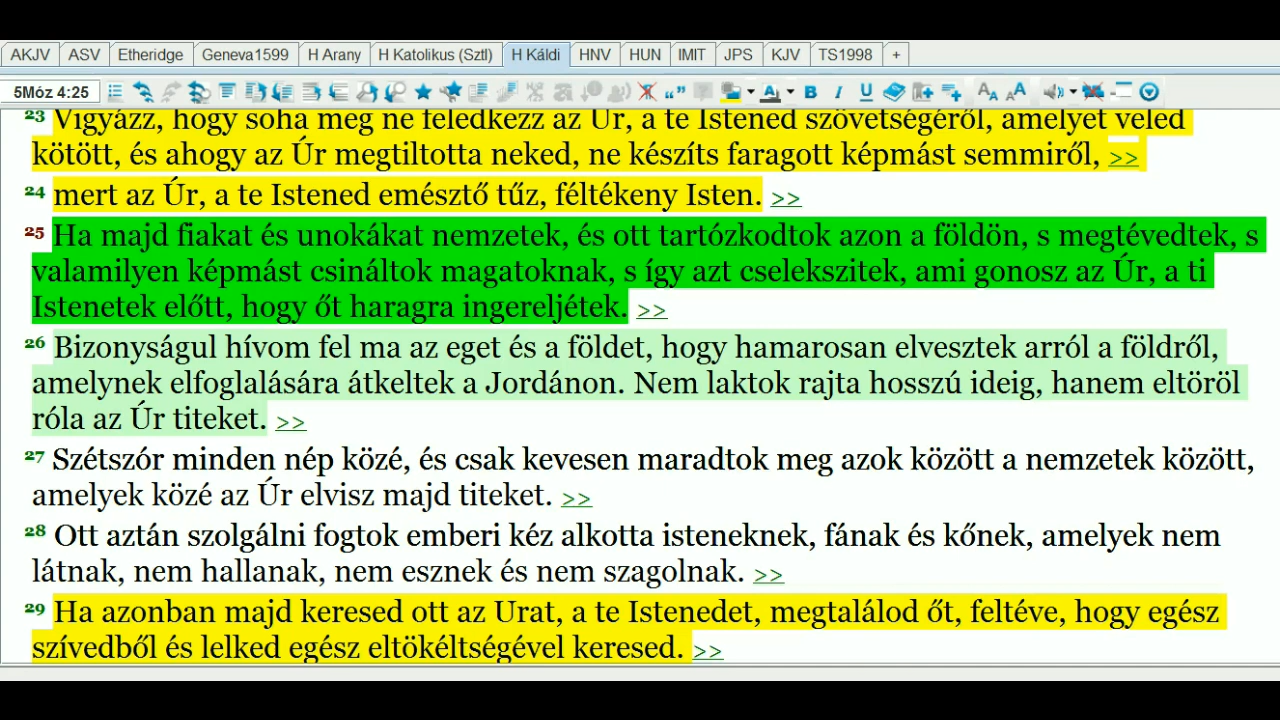 AKJV ASV Etheridge Geneva1599 H Arany H Katolikus (Sztl) H Káldi HNV HUN IMIT JPS KJV TS1998 +
5Móz 4:25
23 Vigyázz, hogy soha meg ne feledkezz az Úr, a te Istened szövetségéről, amelyet veled
kötött, és ahogy az Úr megtiltotta neked, ne készíts faragott képmást semmiről, >>
24 mert az Úr, a te Istened emésztő tűz, féltékeny Isten. >>
25 Ha majd fiakat és unokákat nemzetek, és ott tartózkodtok azon a földön, s megtévedtek, s
valamilyen képmást csináltok magatoknak, s így azt cselekszitek, ami gonosz az Úr, a ti
Istenetek előtt, hogy őt haragra ingereljétek. >>
26 Bizonyságul hívom fel ma az eget és a földet, hogy hamarosan elvesztek arról a földről,
amelynek elfoglalására átkeltek a Jordánon. Nem laktok rajta hosszú ideig, hanem eltöröl
róla az Úr titeket. >>
27 Szétszór minden nép közé, és csak kevesen maradtok meg azok között a nemzetek között,
amelyek közé az Úr elvisz majd titeket. >>
28 Ott aztán szolgálni fogtok emberi kéz alkotta isteneknek, fának és kőnek, amelyek nem
látnak, nem hallanak, nem esznek és nem szagolnak. >>
29 Ha azonban majd keresed ott az Urat, a te Istenedet, megtalálod őt, feltéve, hogy egész
szívedből és lelked egész eltökéltségével keresed. >>